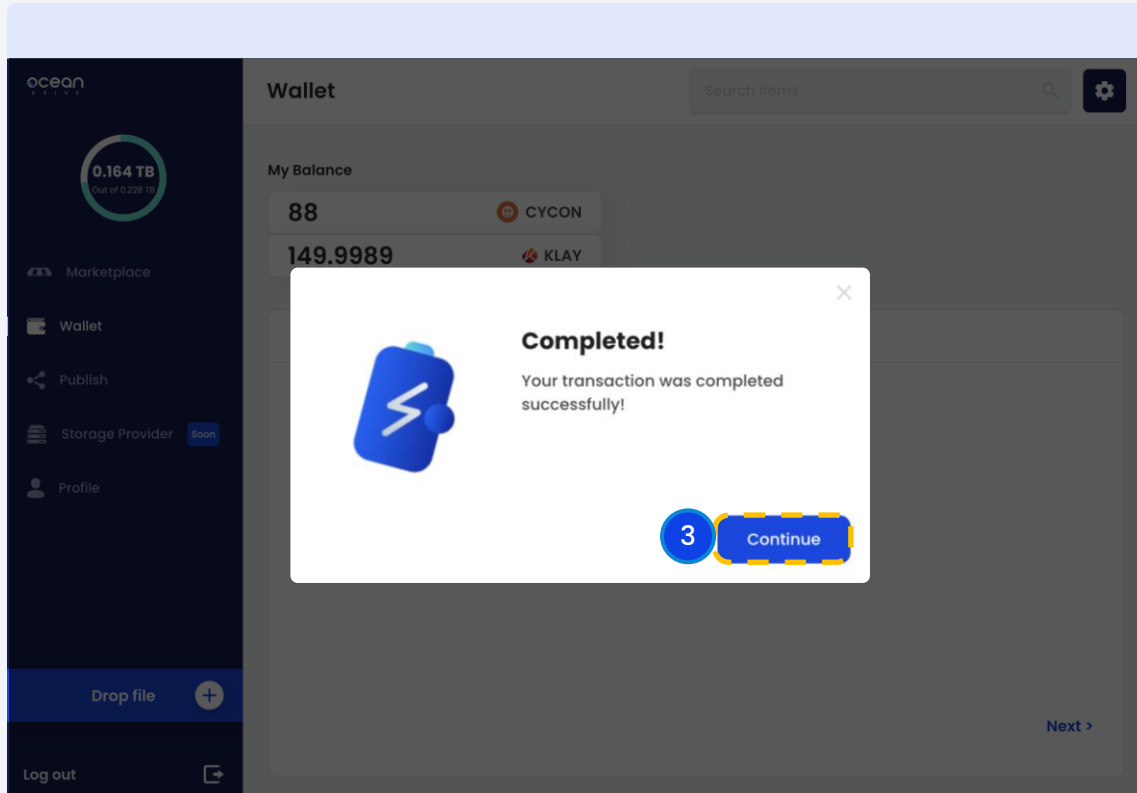 ocean
DRIVE
Wallet
Search items
0.164 TB
Out of 0.228 TB
My Balance
88
CYCON
149.9989
KLAY
Marketplace
Wallet
Publish
Storage Provider
Soon
Profile
Completed!
Your transaction was completed
successfully!
3
Continue
Drop file
Next >
Log out